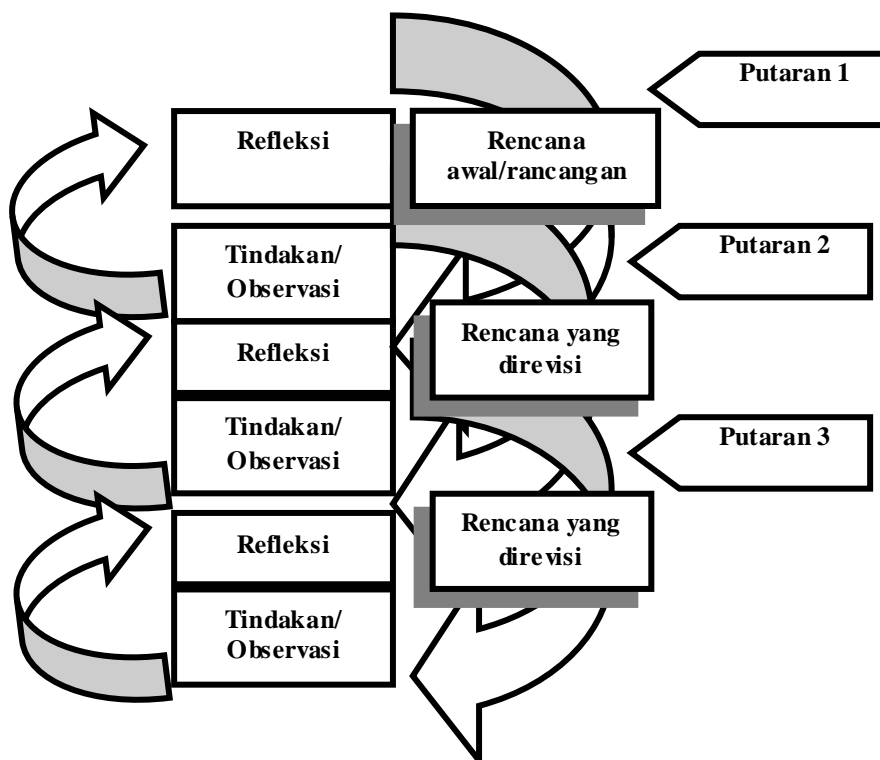 Putaran 1
Refleksi
Rencana
awal/rancangan
Putaran 2
Tindakan/
Observasi
Rencana yang
direvisi
Refleksi
Tindakan/
Observasi
Putaran 3
Rencana yang
direvisi
Refleksi
Tindakan/
Observasi